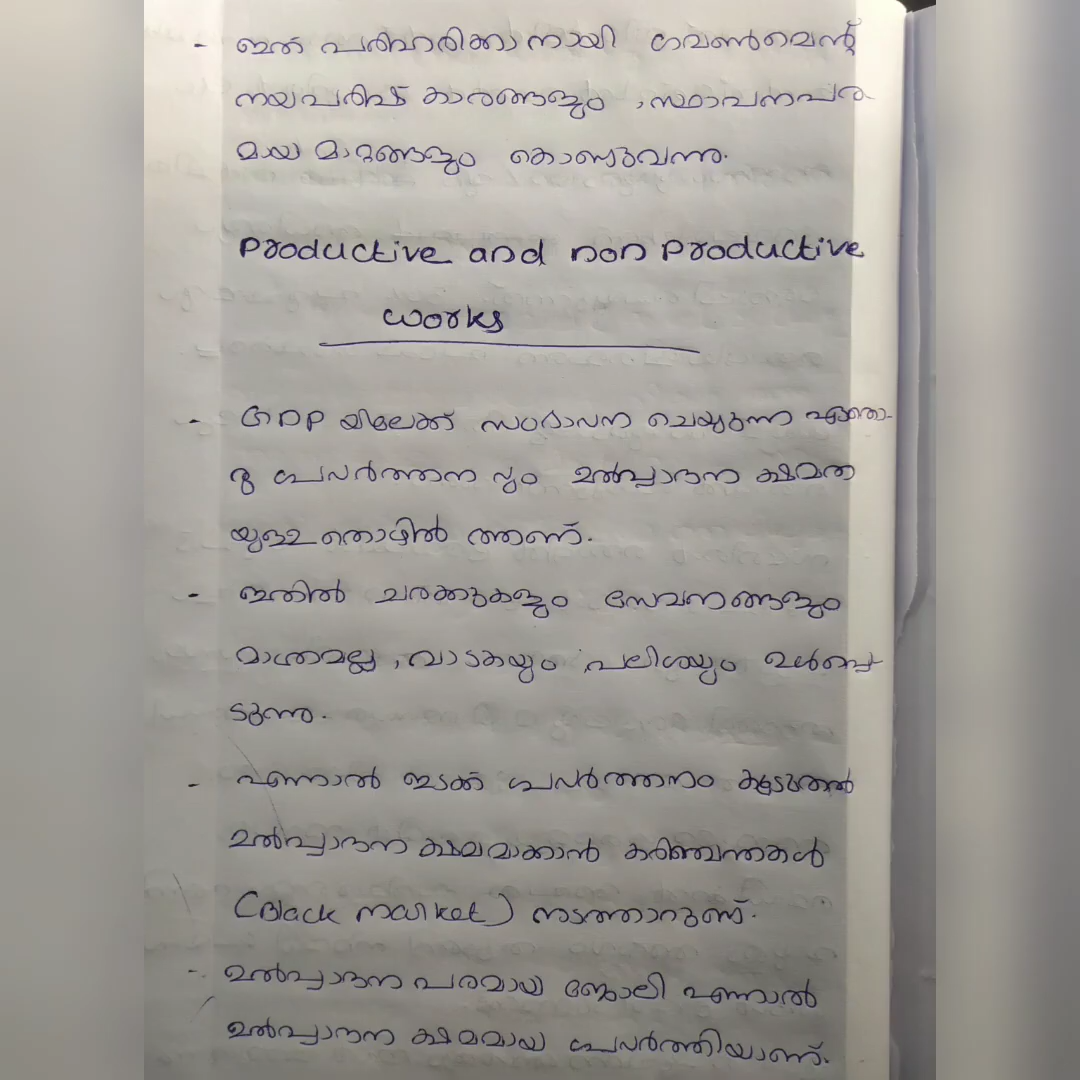 - ഇത് പരിഹരിക്കാനായി ഗവൺമെന്റ്
നയപരിഷ്കാരങ്ങളും , സ്ഥാപനപര
മായ മാറ്റങ്ങളും കൊണ്ടുവന്നു.
Productive and non Productive
works
- GDP യിലേക്ക് സംഭാവന ചെയ്യുന്ന ഏതൊ-
രു പ്രവർത്തനവും ഉൽപ്പാദന ക്ഷമത
യുള്ള തൊഴിൽ ആണ്.
- ഇതിൽ ചരക്കുകളും സേവനങ്ങളും
മാത്രമല്ല , വാടകയും പലിശയും ഉൾപ്പെ
ടുന്നു.
- എന്നാൽ ഇടക്ക് പ്രവർത്തനം കൂടുതൽ
ഉൽപ്പാദന ക്ഷമമാക്കാൻ കരിഞ്ചന്തകൾ
(Black market) നടത്താറുണ്ട്.
- ഉൽപ്പാദന പരമായ ജോലി എന്നാൽ
ഉൽപ്പാദന ക്ഷമമായ പ്രവർത്തിയാണ്.